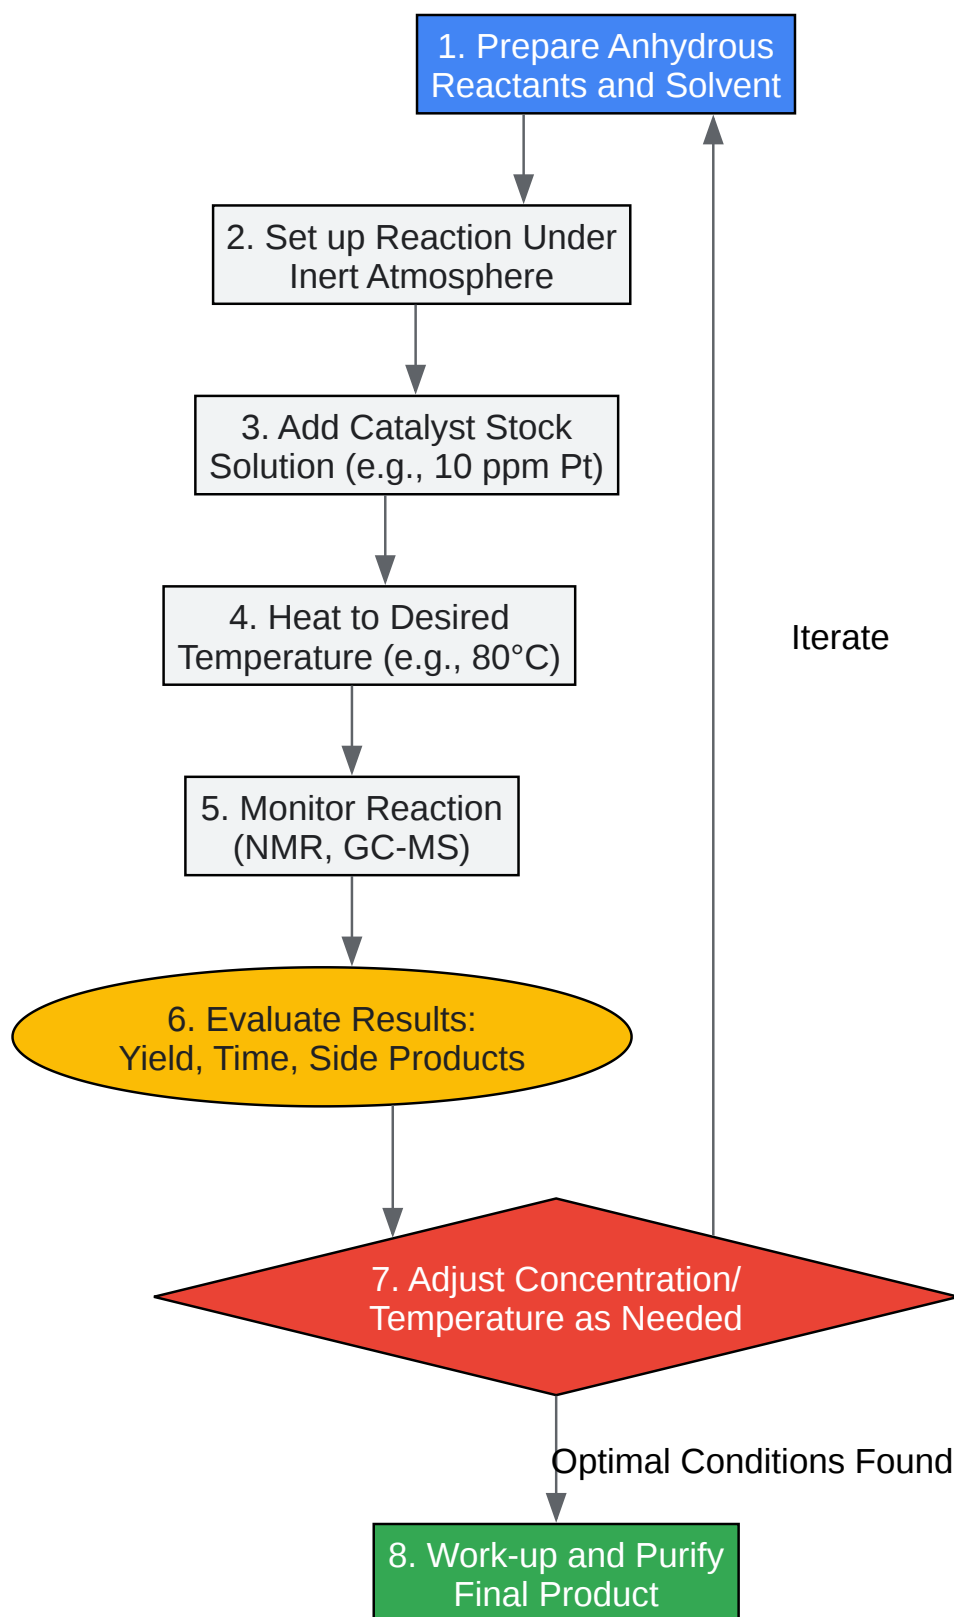 1. Prepare Anhydrous
Reactants and Solvent
2. Set up Reaction Under
Inert Atmosphere
3. Add Catalyst Stock
Solution (e.g., 10 ppm Pt)
4. Heat to Desired
Temperature (e.g., 80°C)
Iterate
5. Monitor Reaction
(NMR, GC-MS)
6. Evaluate Results:
Yield, Time, Side Products
7. Adjust Concentration/
Temperature as Needed
Optimal Conditions Found
8. Work-up and Purify
Final Product